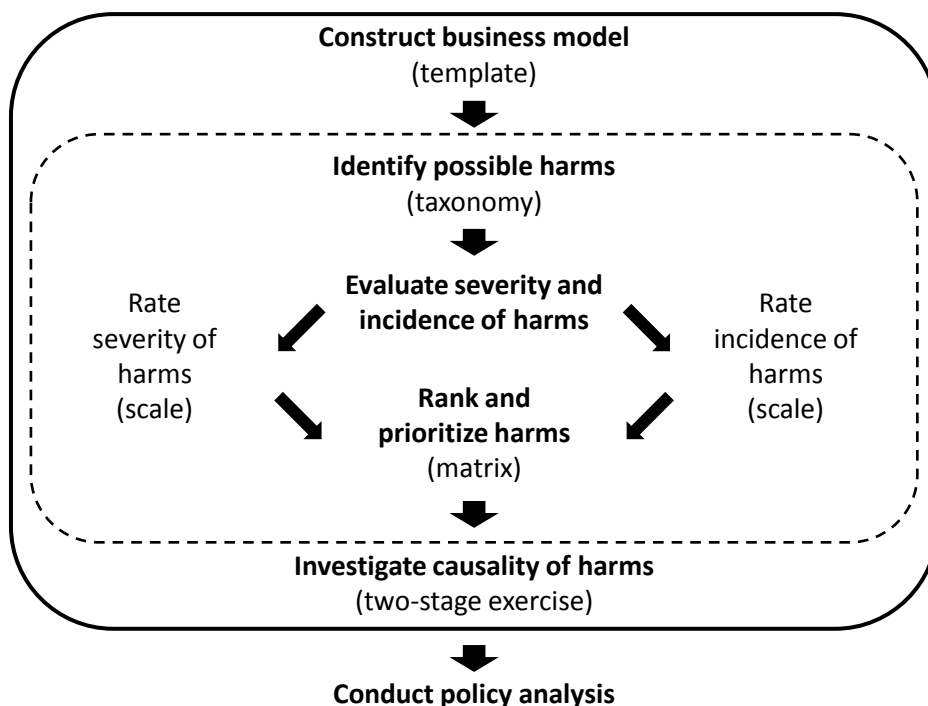 Construct business model
(template)
Identify possible harms
(taxonomy)
Evaluate severity and
incidence of harms
Rate
severity of
harms
(scale)
Rate
incidence of
harms
(scale)
Rank and
prioritize harms
(matrix)
Investigate causality of harms
(two-stage exercise)
Conduct policy analysis